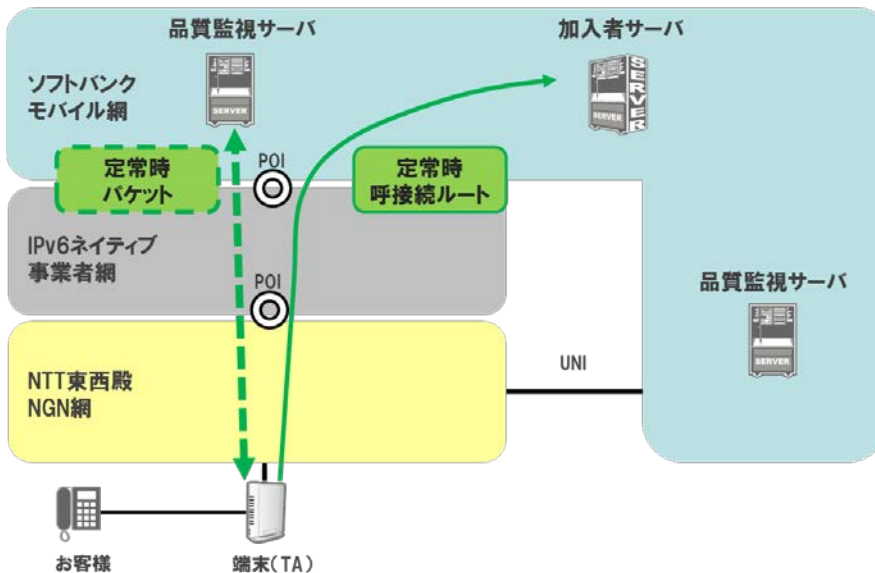 品質監視サーバ
加入者サーバ
ソフトバンク
モバイル網
SERVER
SERVER
定常時
パケット
POI
定常時
呼接続ルート
IPv6ネイティブ
事業者網
POI
品質監視サーバ
SERVER
UNI
NTT東西殿
NGN網
お客様
端末(TA)